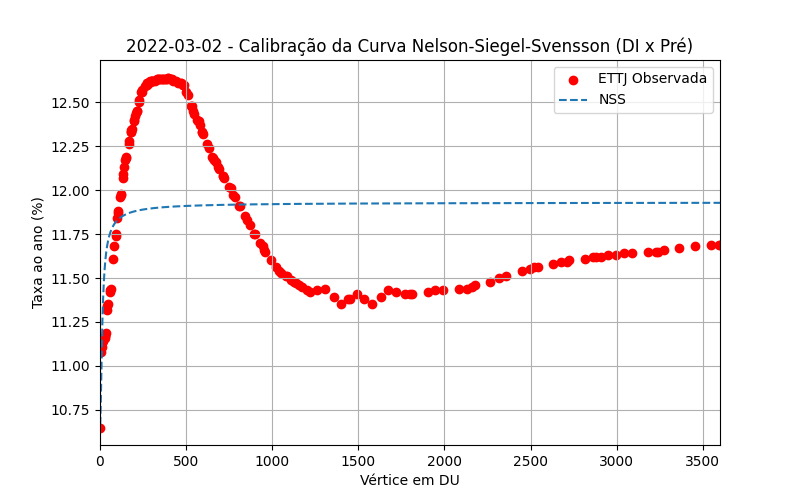 2022-03-02 - Calibração da Curva Nelson-Siegel-Svensson (DI x Pré)
ETTJ Observada
NSS
Taxa ao ano (%)
12.50
12.25
12.00
11.75
11.50
11.25
11.00
10.75
0 500 1000 1500 2000 2500 3000 3500
Vértice em DU